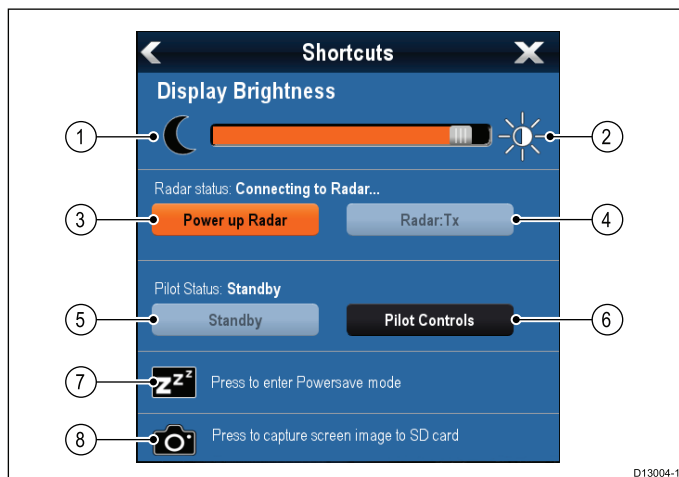 Shortcuts
Display Brightness
1
2
Radar status: Connecting to Radar...
3
Power up Radar
Radar:Tx
4
Pilot Status: Standby
5
Standby
Pilot Controls
6
7
zzz
Press to enter Powersave mode
8
Press to capture screen image to SD card
D13004-1